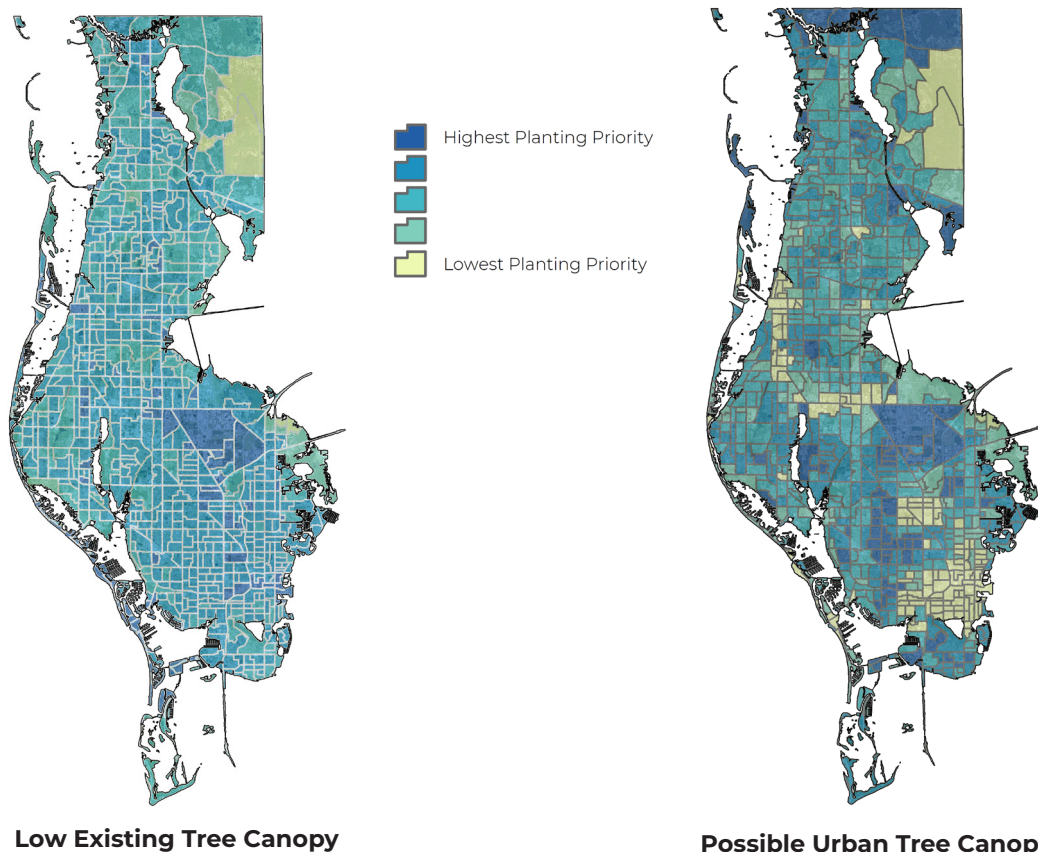 Highest Planting Priority
Lowest Planting Priority
Low Existing Tree Canopy
Possible Urban Tree Canop